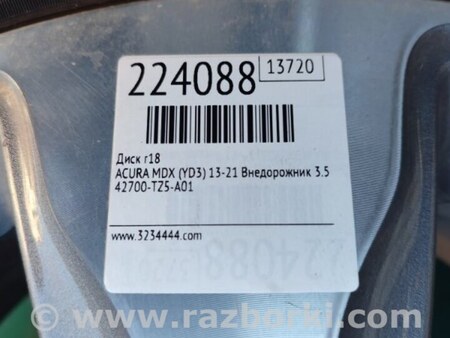 224088 13720
Диск r18
ACURA MDX (YD3) 13-21 Внедорожник 3.5
42700-TZ5-A01
www.3234444.com
224088
www.razborki.com